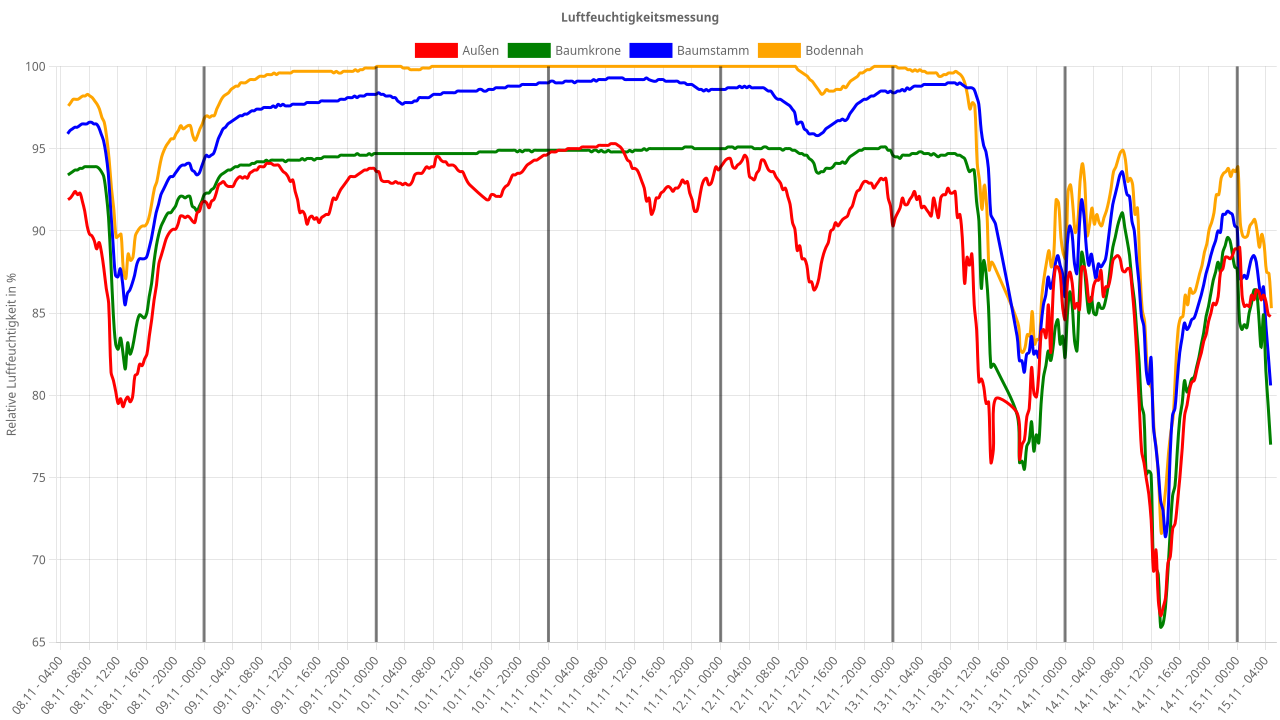 Luftfeuchtigkeitsmessung
Außen Baumkrone Baumstamm Bodennah
Relative Luftfeuchtigkeit in %
100
95
90
85
80
75
70
65
08.11 - 04:00
08.11 - 08:00
08.11 - 12:00
08.11 - 16:00
08.11 - 20:00
09.11 - 00:00
09.11 - 04:00
09.11 - 08:00
09.11 - 12:00
09.11 - 16:00
09.11 - 20:00
10.11 - 00:00
10.11 - 04:00
10.11 - 08:00
10.11 - 12:00
10.11 - 16:00
10.11 - 20:00
11.11 - 00:00
11.11 - 04:00
11.11 - 08:00
11.11 - 12:00
11.11 - 16:00
11.11 - 20:00
12.11 - 00:00
12.11 - 04:00
12.11 - 08:00
12.11 - 12:00
12.11 - 16:00
12.11 - 20:00
13.11 - 00:00
13.11 - 04:00
13.11 - 08:00
13.11 - 12:00
13.11 - 16:00
13.11 - 20:00
14.11 - 00:00
14.11 - 04:00
14.11 - 08:00
14.11 - 12:00
14.11 - 16:00
14.11 - 20:00
15.11 - 00:00
15.11 - 04:00